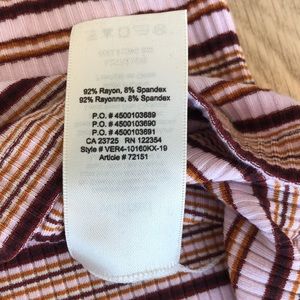 92% Rayon, 8% Spandex
92% Rayonne, 8% Spandex
P.O. # 4500103689
P.O. # 4500103690
P.O. # 4500103691
CA 23725 RN 122354
Style # VER4-10160KX-19
Article # 72151